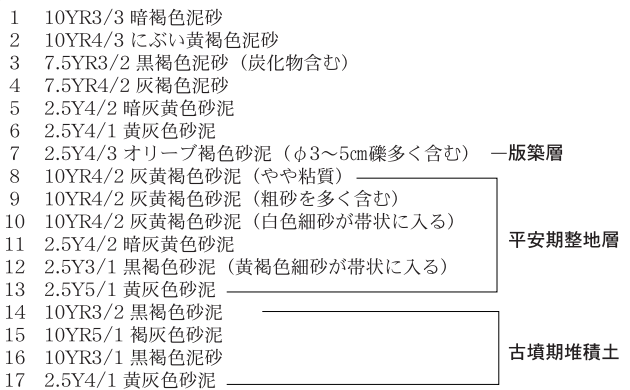 1 10YR3/3 暗褐色泥砂
2 10YR4/3 にぶい黄褐色泥砂
3 7.5YR3/2 黒褐色泥砂（炭化物含む）
4 7.5YR4/2 灰褐色泥砂
5 2.5Y4/2 暗灰黄色砂泥
6 2.5Y4/1 黄灰色砂泥
7 2.5Y4/3 オリーブ褐色砂泥（φ3～5㎝礫多く含む） ―版築層
8 10YR4/2 灰黄褐色砂泥（やや粘質）
9 10YR4/2 灰黄褐色砂泥（粗砂を多く含む）
10 10YR4/2 灰黄褐色砂泥（白色細砂が帯状に入る）
11 2.5Y4/2 暗灰黄色砂泥
平安期整地層
12 2.5Y3/1 黒褐色砂泥（黄褐色細砂が帯状に入る）
13 2.5Y5/1 黄灰色砂泥
14 10YR3/2 黒褐色砂泥
15 10YR5/1 褐灰色砂泥
古墳期堆積土
16 10YR3/1 黒褐色泥砂
17 2.5Y4/1 黄灰色砂泥